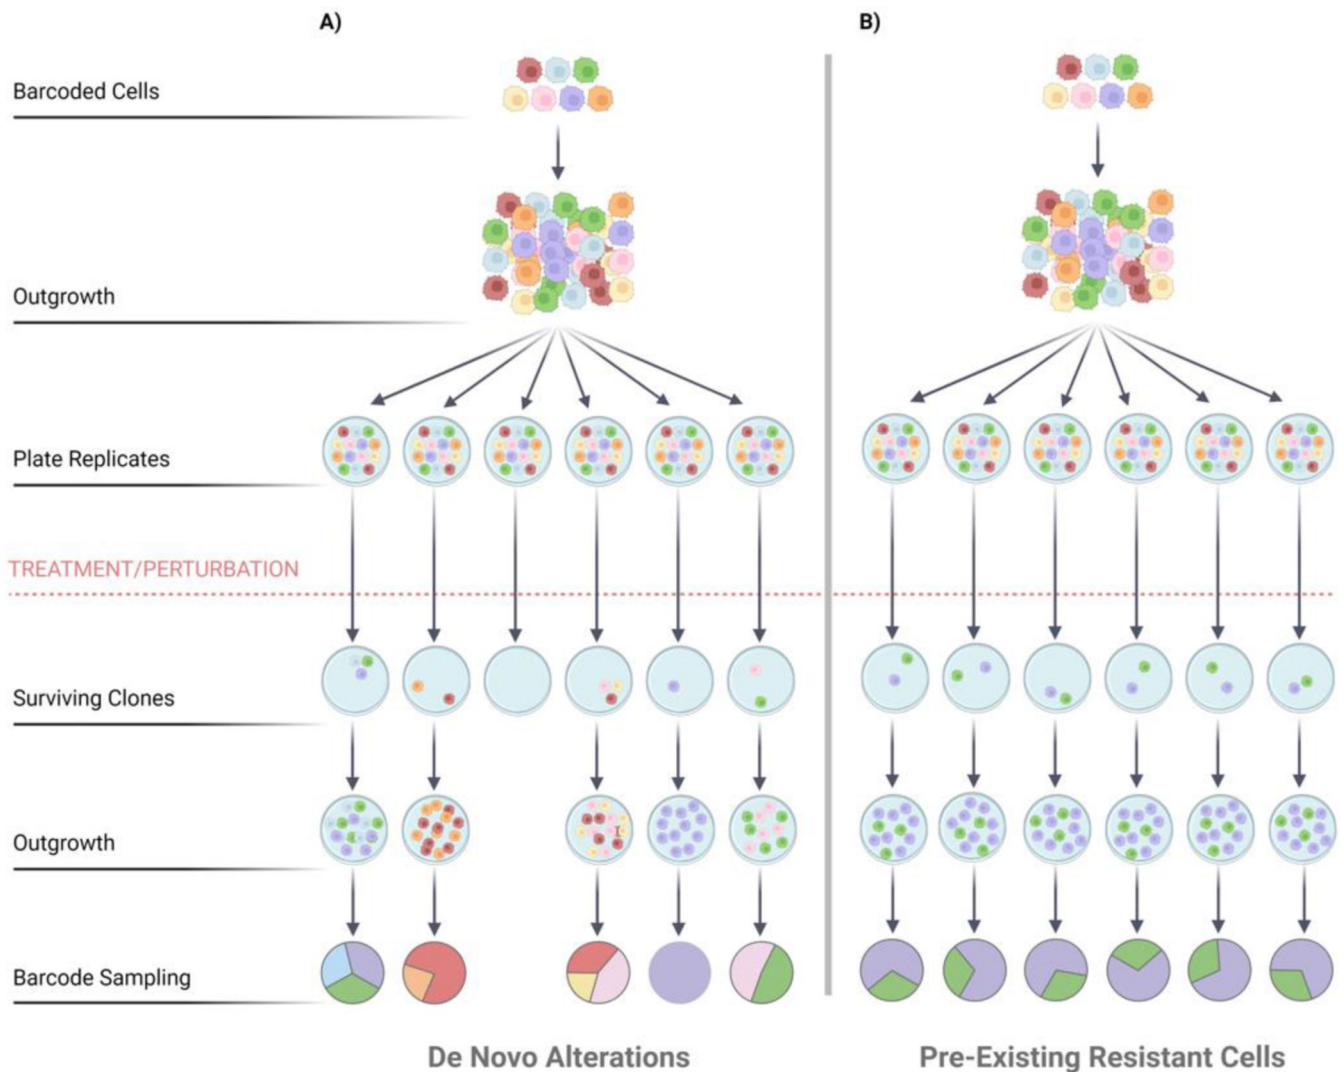 A)
B)
Barcoded Cells
Outgrowth
Plate Replicates
TREATMENT/PERTURBATION
Surviving Clones
Outgrowth
Barcode Sampling
De Novo Alterations
Pre-Existing Resistant Cells